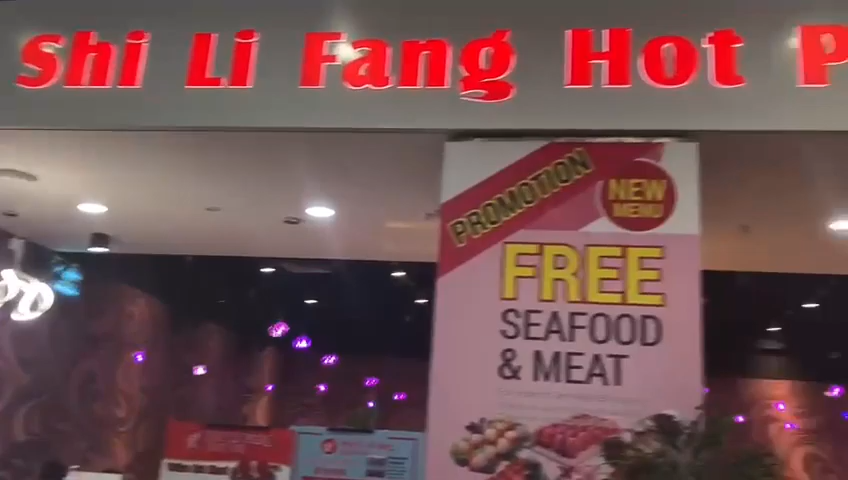 Shi Li Fang Hot P
PROMOTION
NEW
MENU
FREE
SEAFOOD
& MEAT